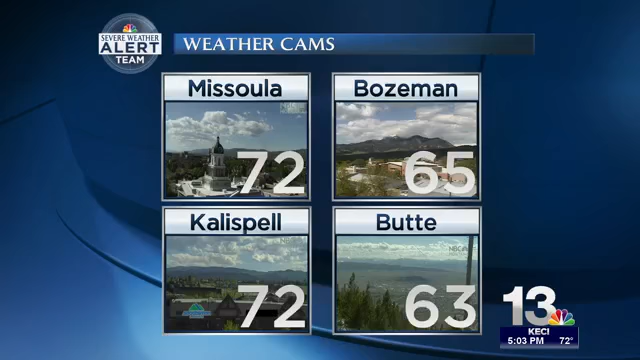 SEVERE WEATHER
ALERT
TEAM
WEATHER CAMS
Missoula
72
Bozeman
65
Kalispell
72
Butte
63
13
KECI
5:03 PM 72°